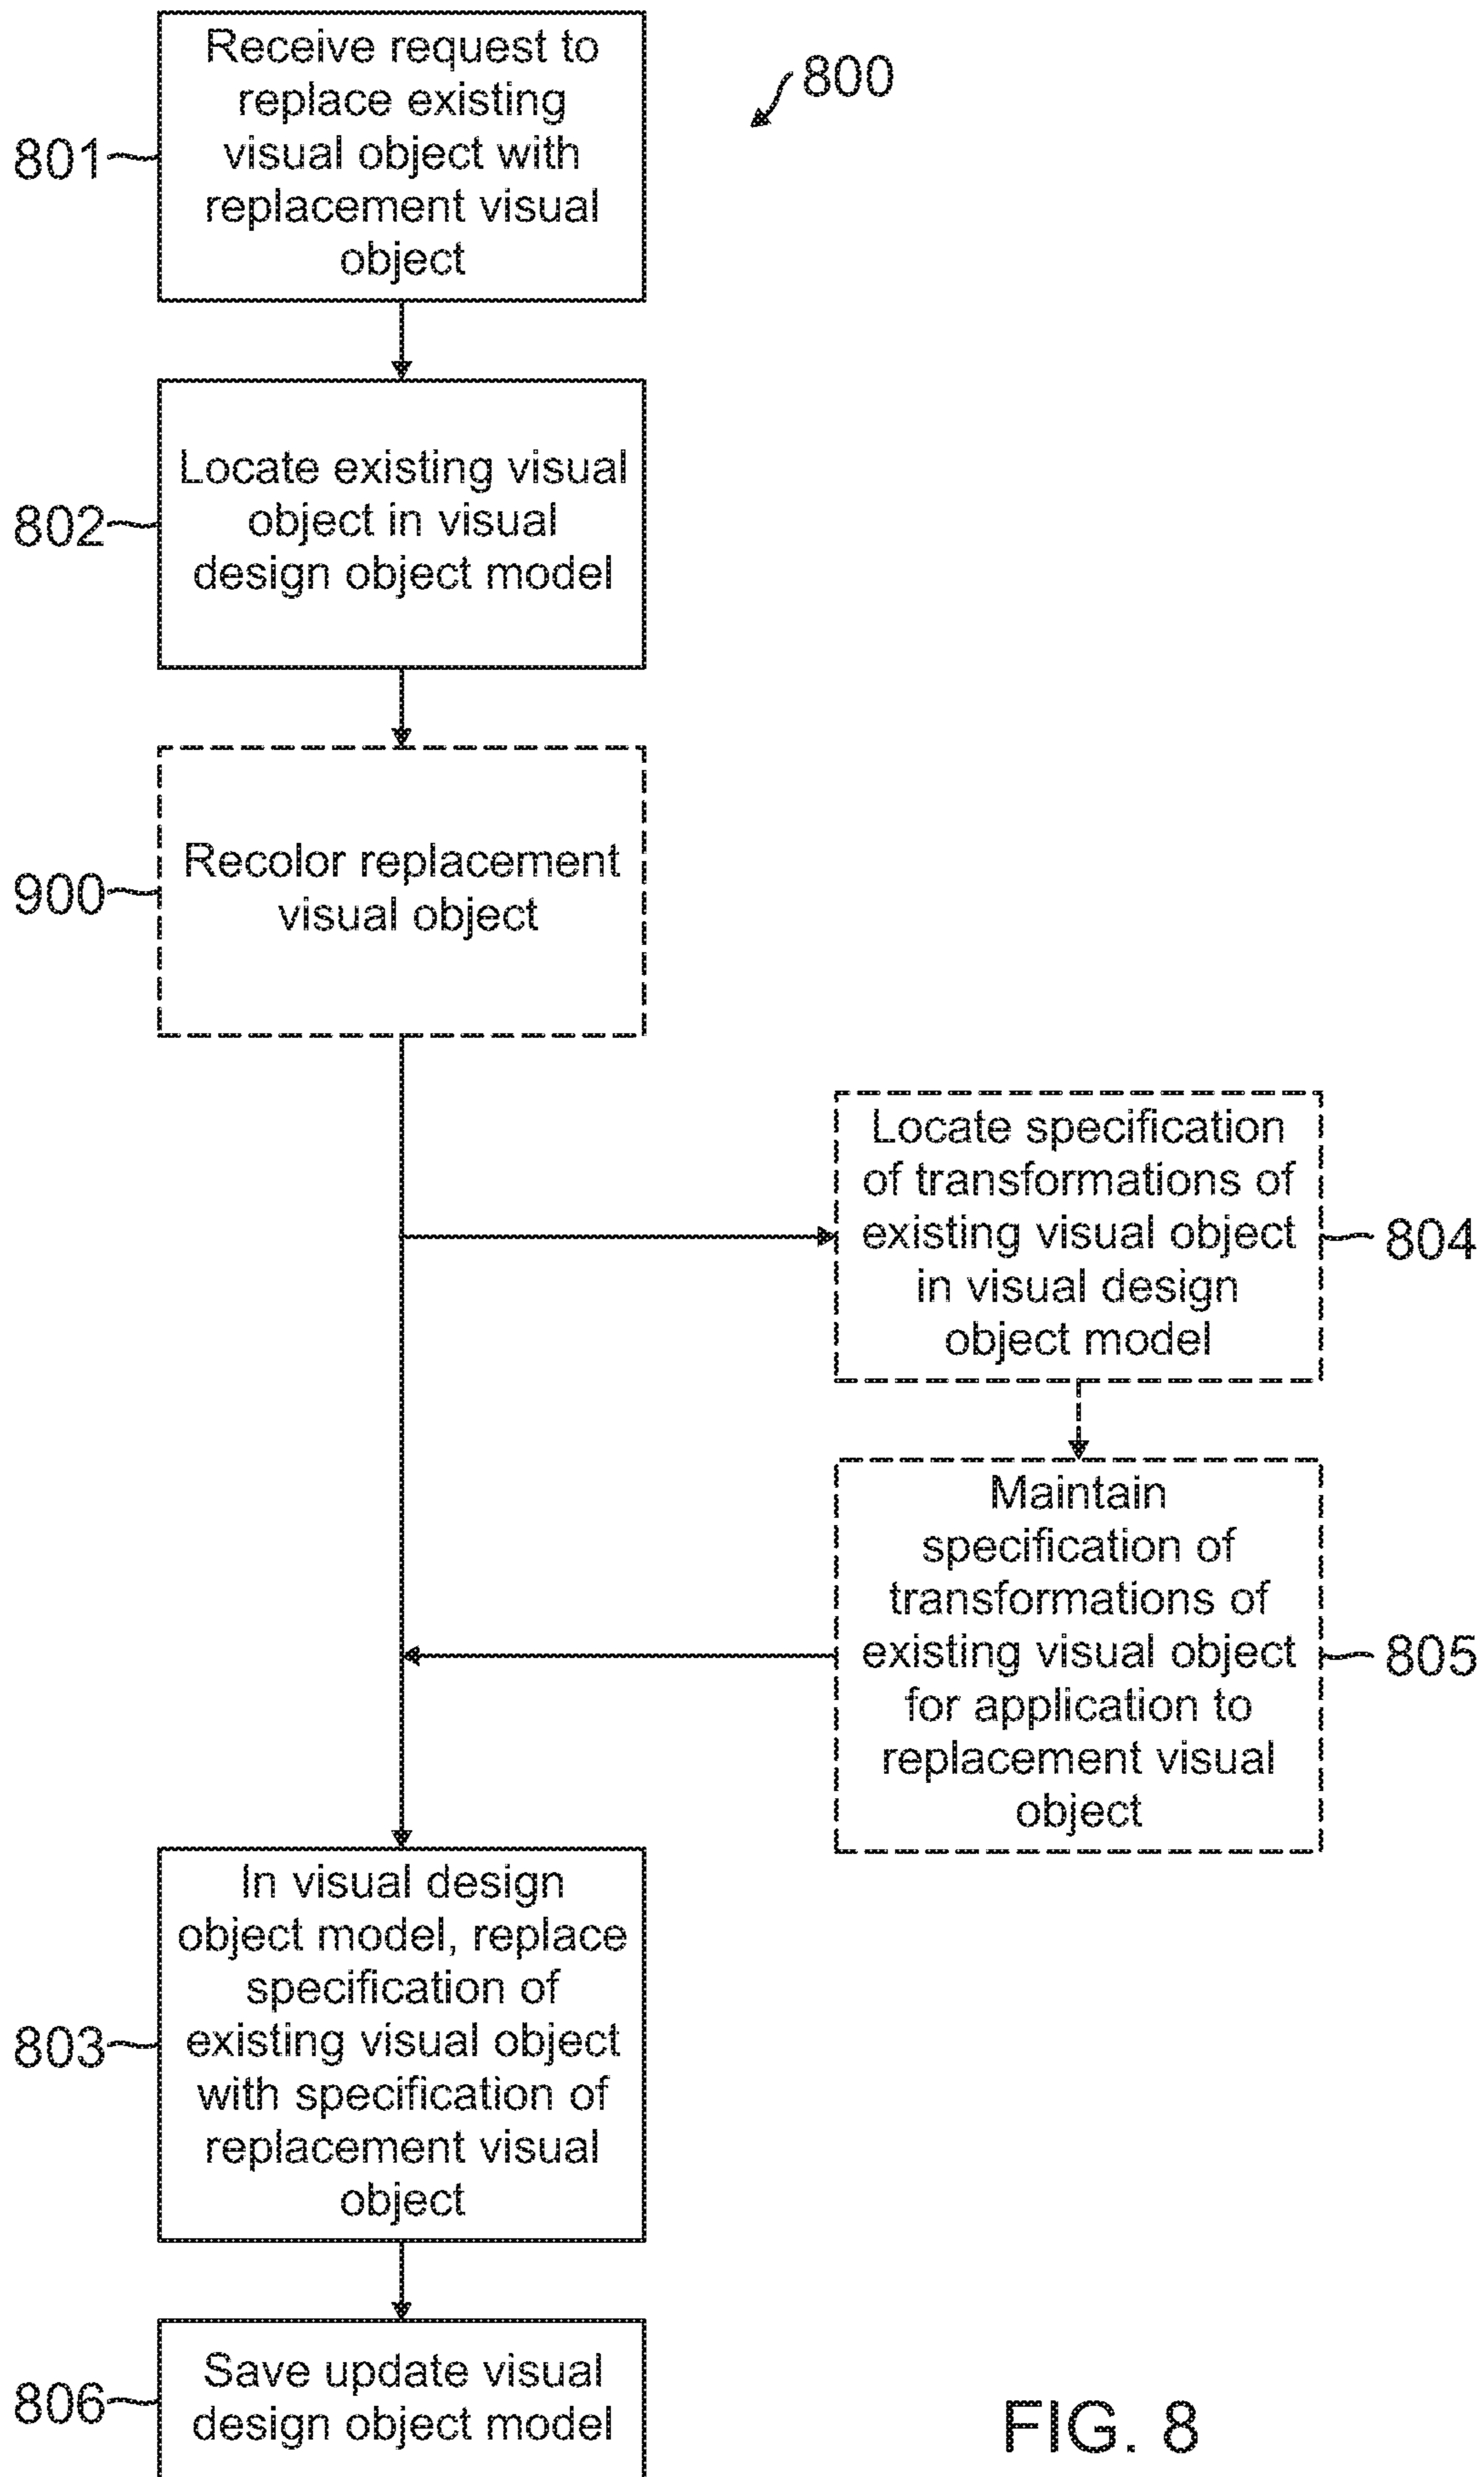 800
801
Receive request to
replace existing
visual object with
replacement visual
object
802
Locate existing visual
object in visual
design object model
900
Recolor replacement
visual object
Locate specification
of transformations of
existing visual object
in visual design
object model
804
Maintain
specification of
transformations of
existing visual object
for application to
replacement visual
object
805
803
In visual design
object model, replace
specification of
existing visual object
with specification of
replacement visual
object
806
Save update visual
design object model
FIG. 8